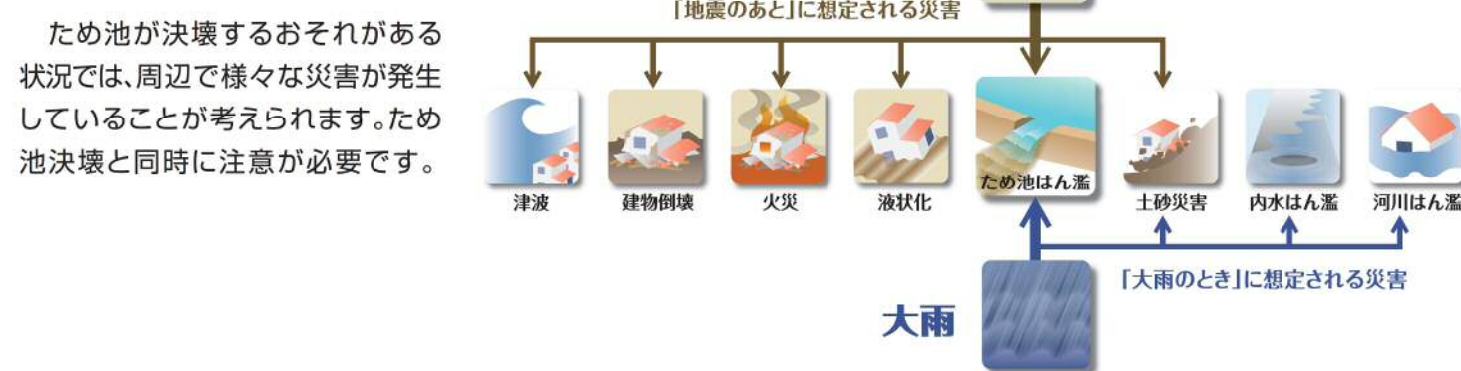 「地震のあと」に想定される災害
ため池が決壊するおそれがある
状況では、周辺で様々な災害が発生
していることが考えられます。ため
池決壊と同時に注意が必要です。
津波
建物倒壊
火災
液状化
ため池はん濫
土砂災害
内水はん濫
河川はん濫
「大雨のとき」に想定される災害
大雨